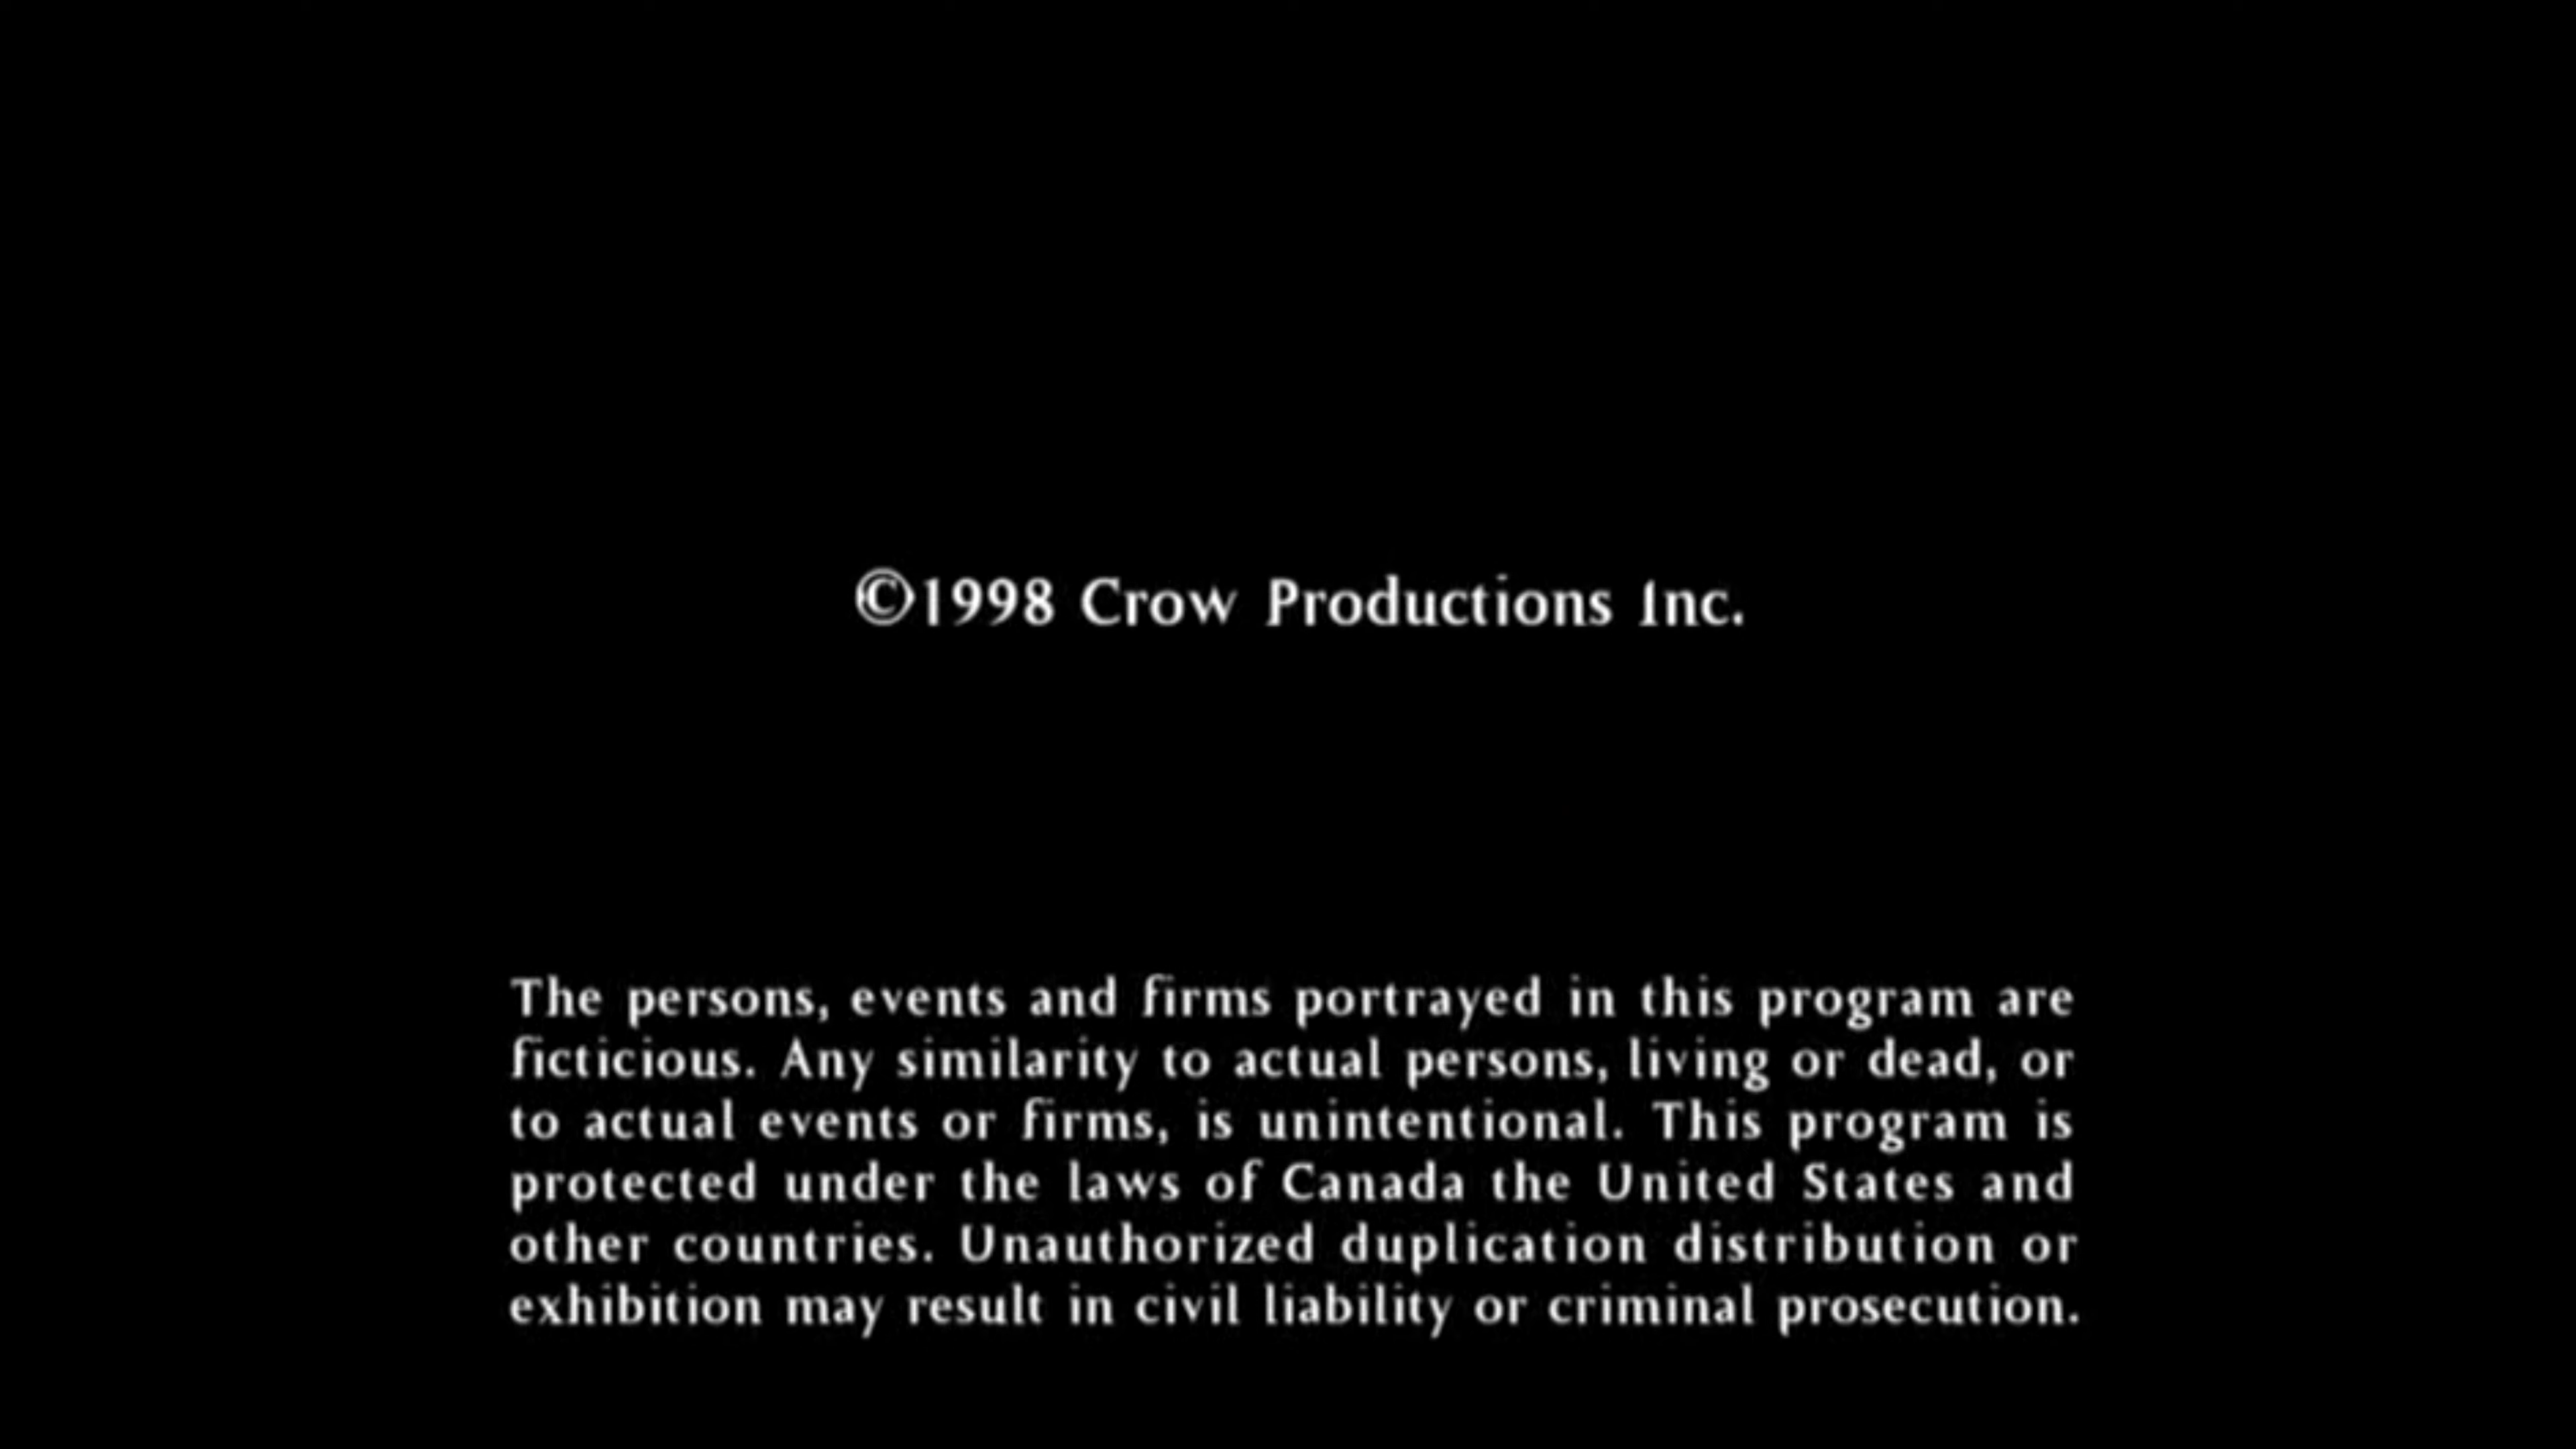 ©1998 Crow Productions Inc.
The persons, events and firms portrayed in this program are
ficticious. Any similarity to actual persons, living or dead, or
to actual events or firms, is unintentional. This program is
protected under the laws of Canada the United States and
other countries. Unauthorized duplication distribution or
exhibition may result in civil liability or criminal prosecution.